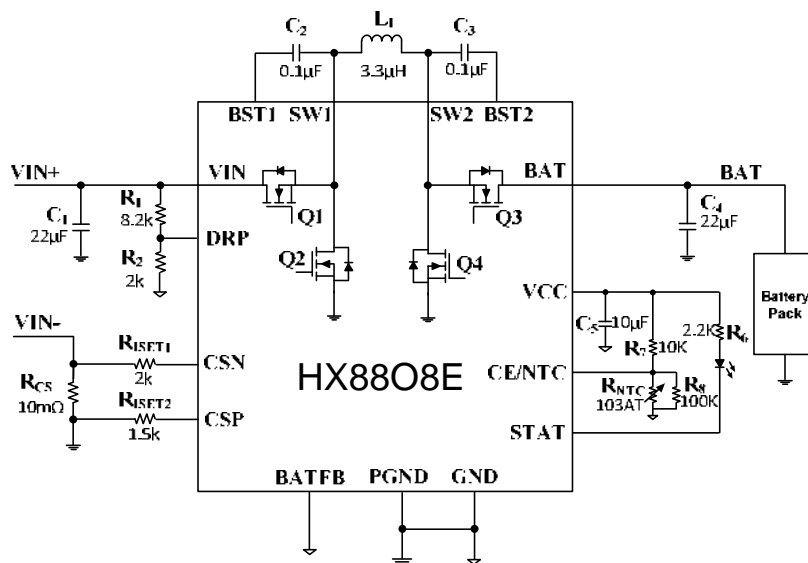 C2
L1
C3
0.1μF
3.3μH
0.1μF
BST1
SW1
SW2
BST2
VIN+
VIN
BAT
BAT
C1
22μF
R1
8.2k
Q1
Q3
C4
22μF
DRP
R2
2k
Q2
Q4
VCC
Battery
Pack
VIN-
C5
10μF
2.2K
R6
R7
10K
RISET1
2k
CSN
HX88O8E
CE/NTC
RCS
10mΩ
RISET2
1.5k
CSP
RNTC
103AT
R8
100K
STAT
BATFB
PGND
GND